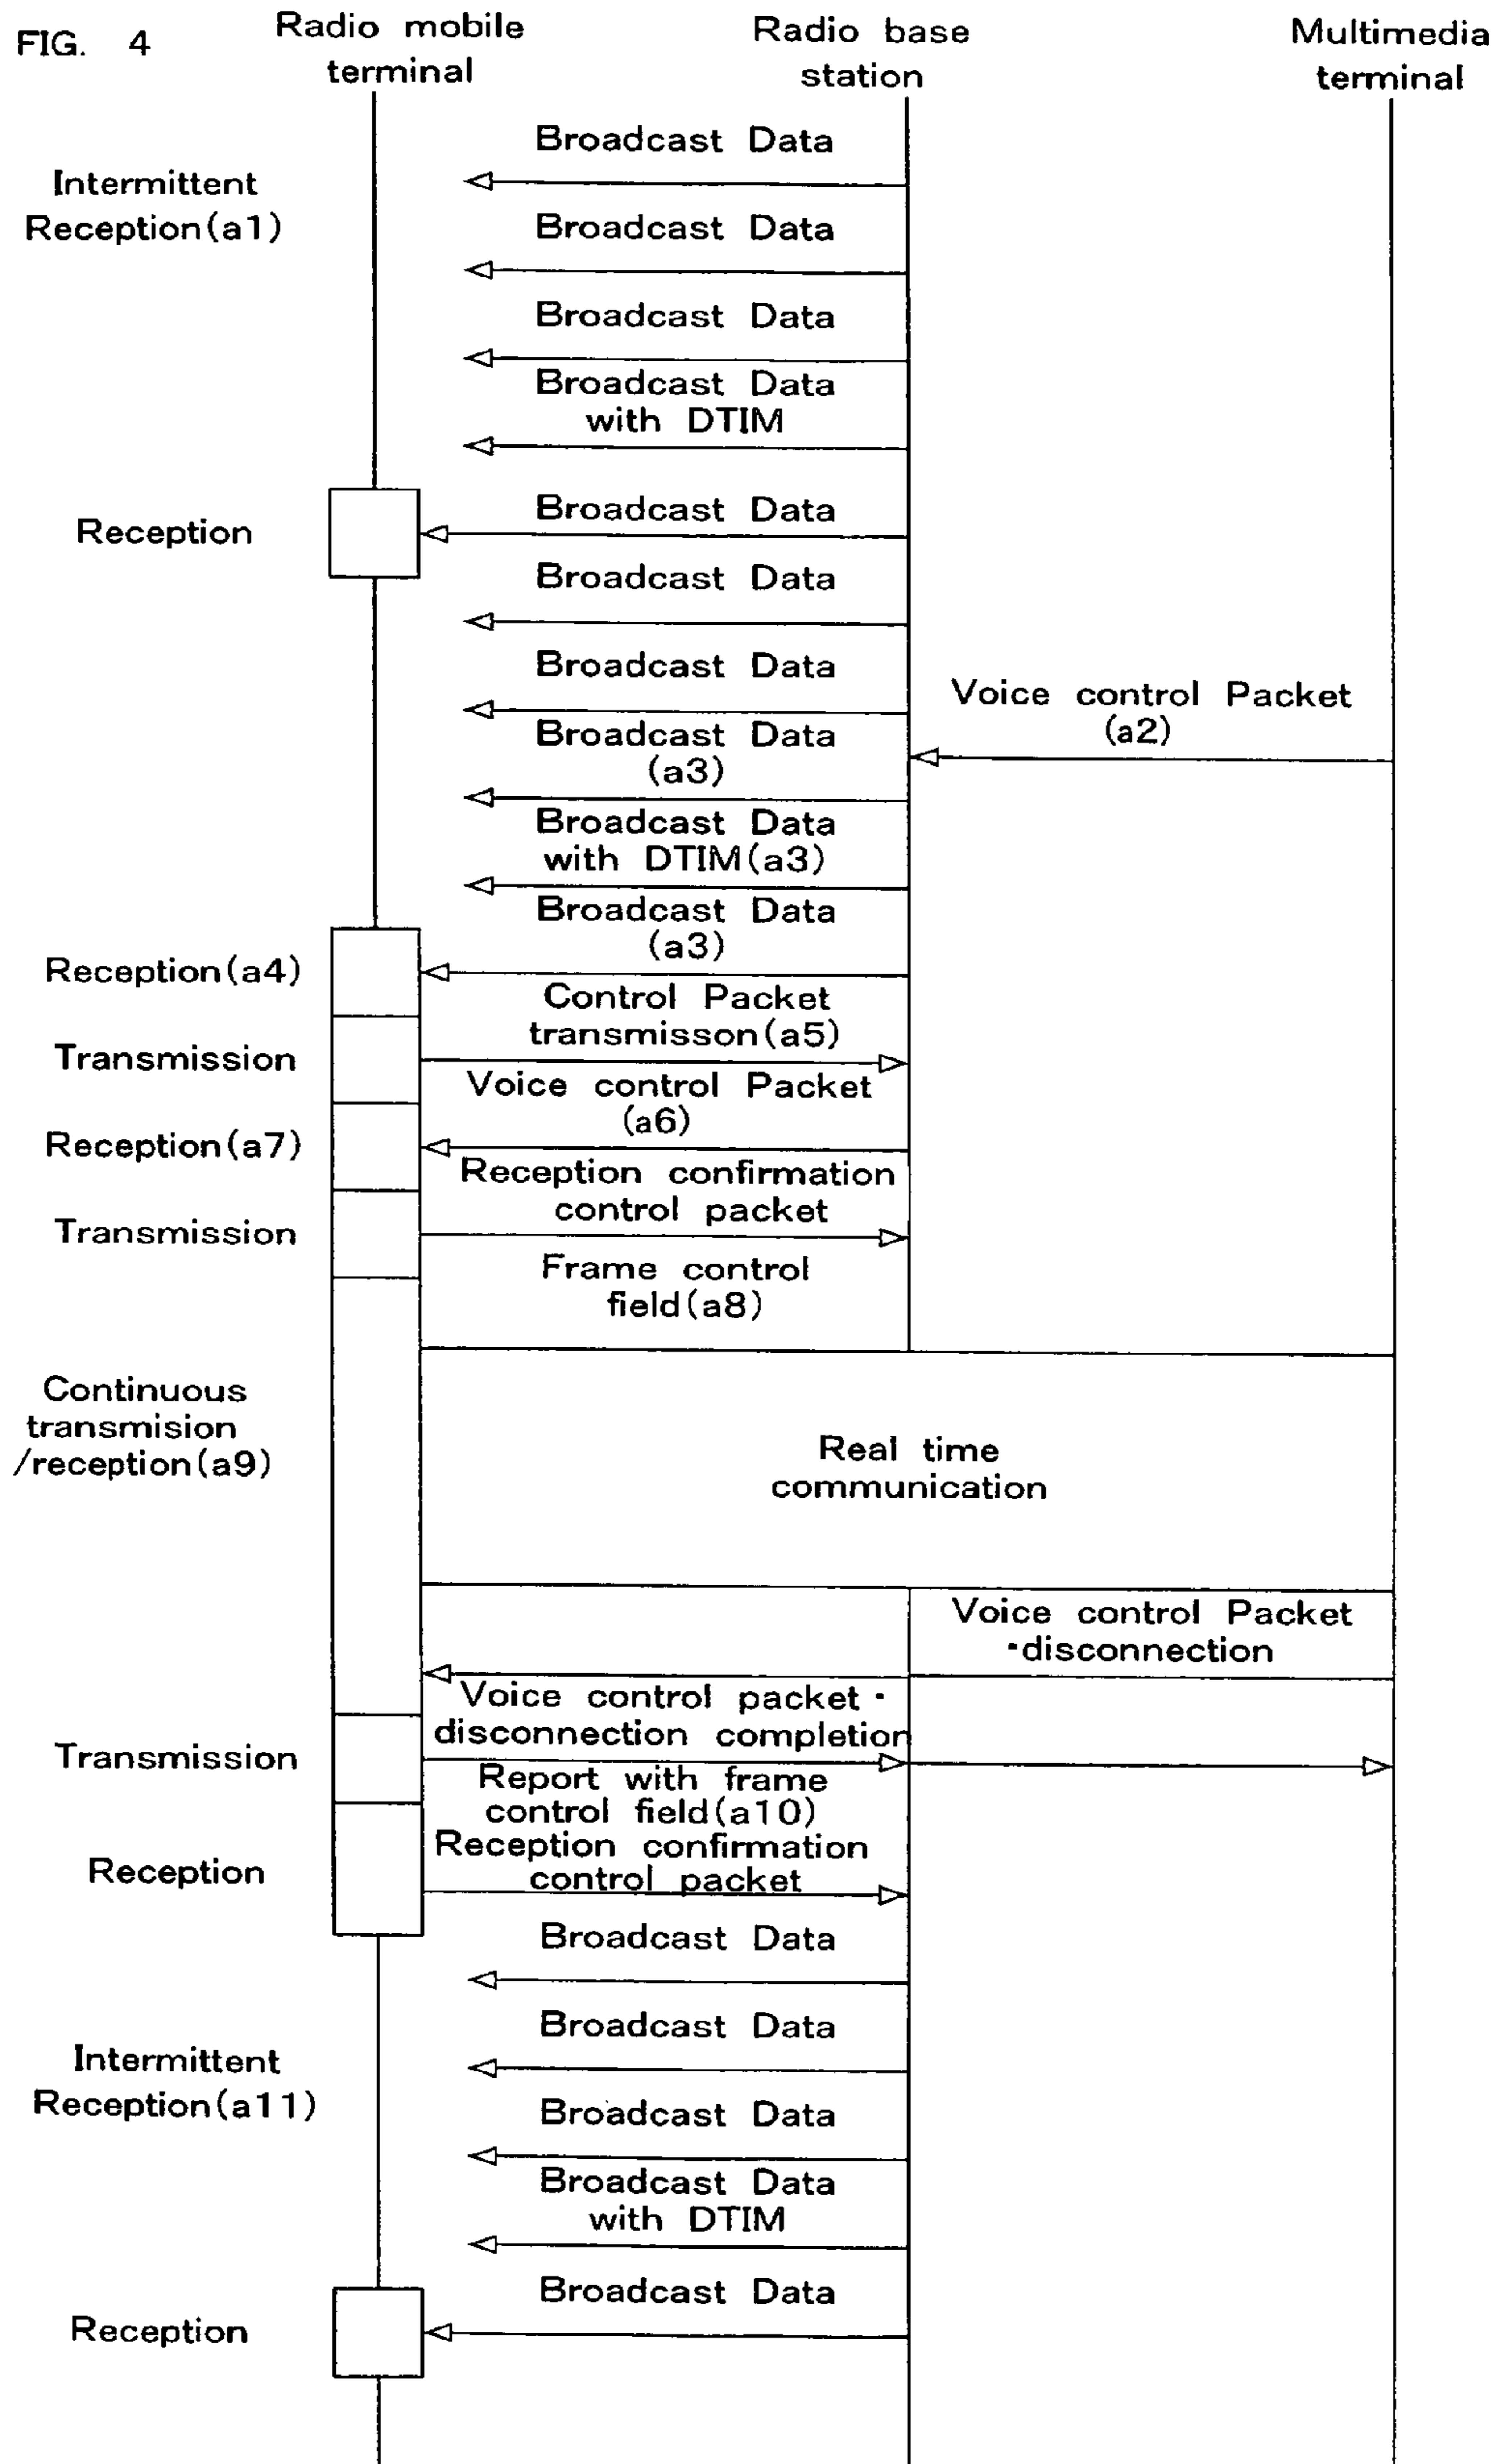 FIG. 4
Radio mobile
terminal
Radio base
station
Multimedia
terminal
Broadcast Data
Intermittent
Reception(a1)
Broadcast Data
Broadcast Data
Broadcast Data
with DTIM
Broadcast Data
Reception
Broadcast Data
Broadcast Data
Voice control Packet
(a2)
Broadcast Data
(a3)
Broadcast Data
with DTIM(a3)
Broadcast Data
(a3)
Reception(a4)
Control Packet
transmisson(a5)
Transmission
Voice control Packet
(a6)
Reception(a7)
Reception confirmation
control packet
Transmission
Frame control
field(a8)
Continuous
transmision
/reception(a9)
Real time
communication
Voice control Packet
・disconnection
Voice control packet・
disconnection completion
Transmission
Report with frame
control field(a10)
Reception confirmation
control packet
Reception
Broadcast Data
Broadcast Data
Intermittent
Reception(a11)
Broadcast Data
Broadcast Data
with DTIM
Broadcast Data
Reception